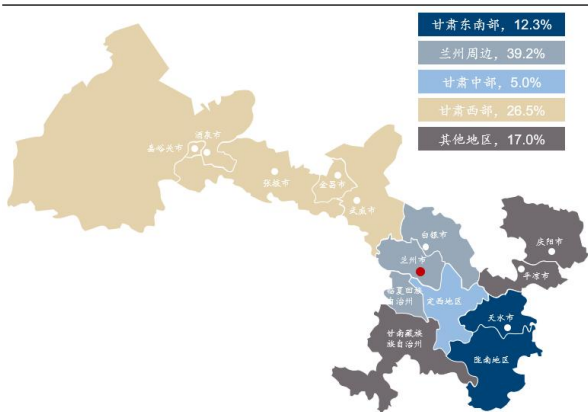 甘肃东南部，12.3%
兰州周边，39.2%
甘肃中部，5.0%
甘肃西部，26.5%
其他地区，17.0%
酒泉市
嘉峪关市
张掖市
金昌市
武威市
白银市
兰州市
临夏回族
自治州
定西地区
甘南藏族
族自治州
庆阳市
平凉市
天水市
陇南地区